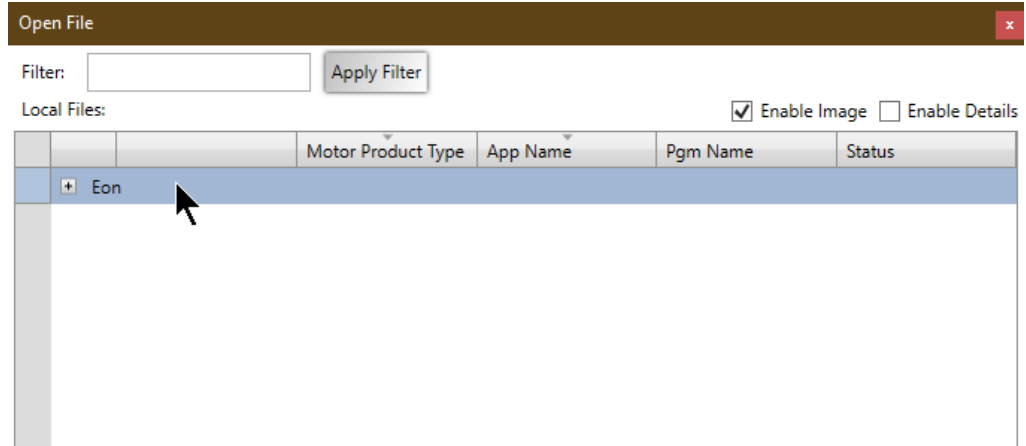 Open File x
Filter: Apply Filter
Local Files: Enable Image Enable Details
Motor Product Type App Name Pgm Name Status
Eon